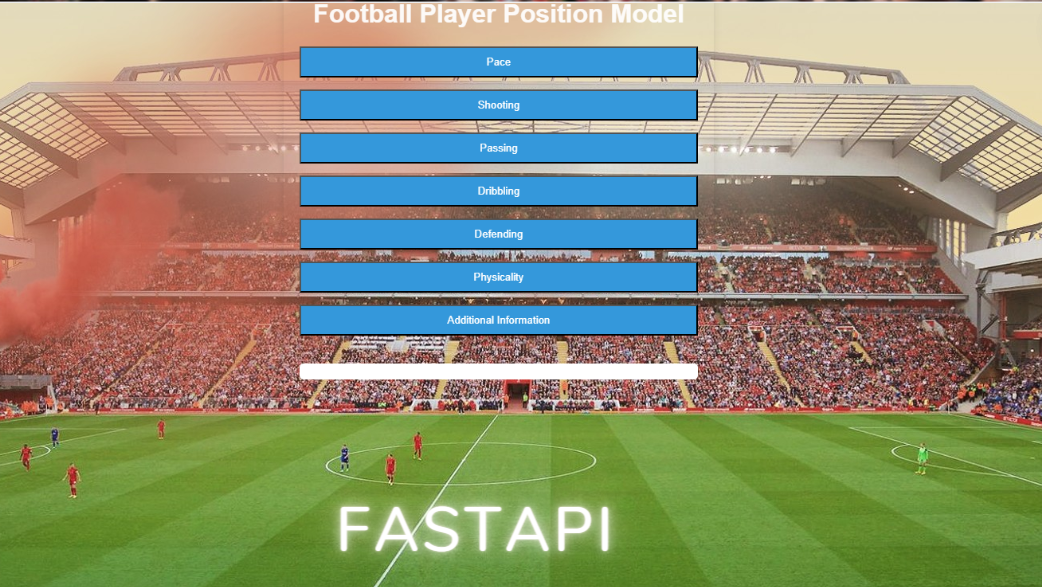 Football Player Position Model
Pace
Shooting
Passing
Dribbling
Defending
Physicality
Additional Information
FASTAPI